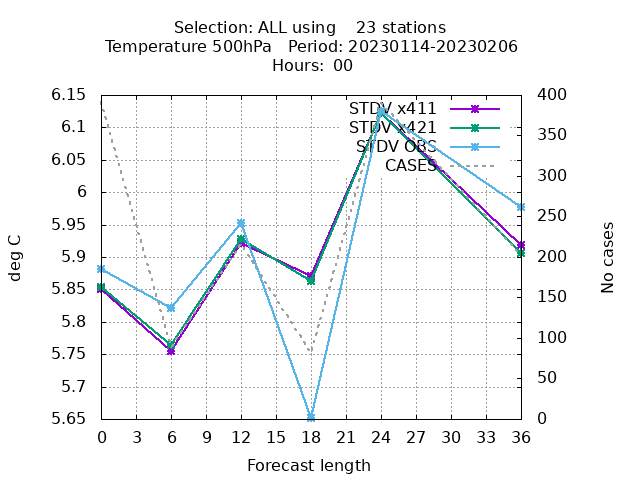 Selection: ALL using 23 stations
Temperature 500hPa Period: 20230114-20230206
Hours: 00
6.15
6.1
6.05
6
5.95
5.9
5.85
5.8
5.75
5.7
5.65
deg C
STDV x411
STDV x421
STDV OBS
CASES
400
350
300
250
200
150
100
50
0
No cases
0 3 6 9 12 15 18 21 24 27 30 33 36
Forecast length